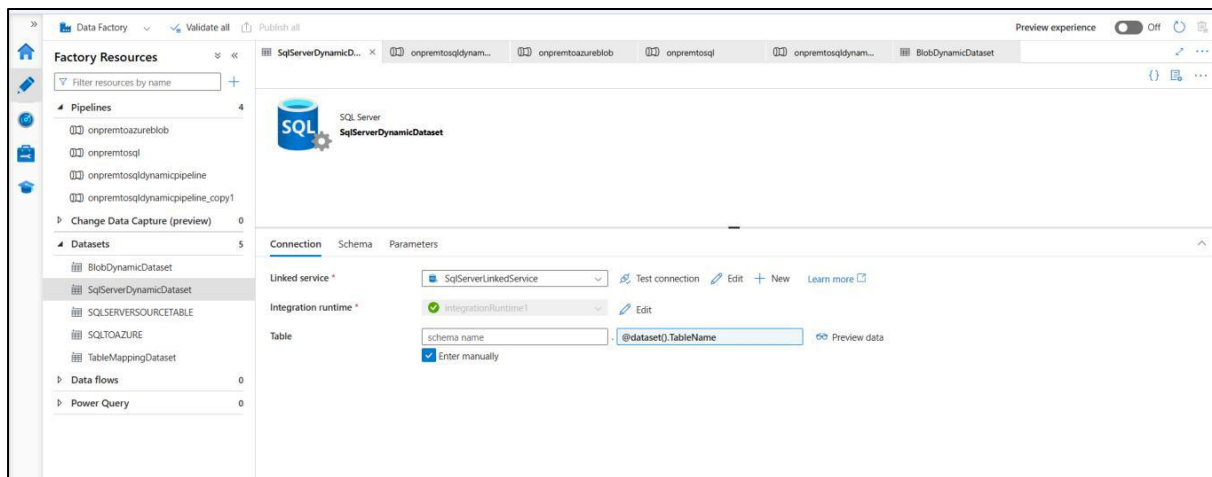 » Data Factory Validate all Publish all Preview experience Off
Factory Resources
Filter resources by name
Pipelines 4
onpremtoazureblob
onpremtosql
onpremtosqldynamicpipeline
onpremtosqldynamicpipeline_copy1
Change Data Capture (preview) 0
Datasets 5
BlobDynamicDataset
SqlServerDynamicDataset
SQLSERVERSOURCETABLE
SQLTOAZURE
TableMappingDataset
Data flows 0
Power Query 0
SqlServerDynamicD... × onpremtosqldynam... onpremtoazureblob onpremtosql onpremtosqldynam... BlobDynamicDataset ...
{} ...
SQL
SQL Server
SqlServerDynamicDataset
Connection Schema Parameters
Linked service * SqlServerLinkedService Test connection Edit + New Learn more
Integration runtime * integrationRuntime1 Edit
Table schema name . @dataset().TableName Preview data
Enter manually